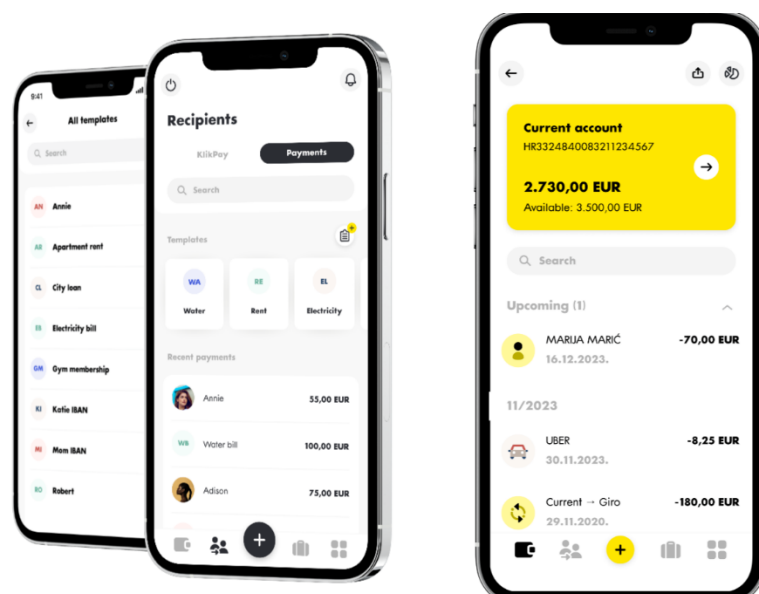 9:41
All templates
Search
AN Annie
AR Apartment rent
CL City loan
EB Electricity bill
GM Gym membership
KI Katie IBAN
MI Mom IBAN
RO Robert
Recipients
KlikPay Payments
Search
Templates
WA RE EL
Water Rent Electricity
Recent payments
Annie 55,00 EUR
WB Water bill 100,00 EUR
Adison 75,00 EUR
Current account
HR3324840083211234567
2.730,00 EUR
Available: 3.500,00 EUR
Search
Upcoming (1)
MARIJA MARIĆ -70,00 EUR
16.12.2023.
11/2023
UBER -8,25 EUR
30.11.2023.
Current → Giro -180,00 EUR
29.11.2020.